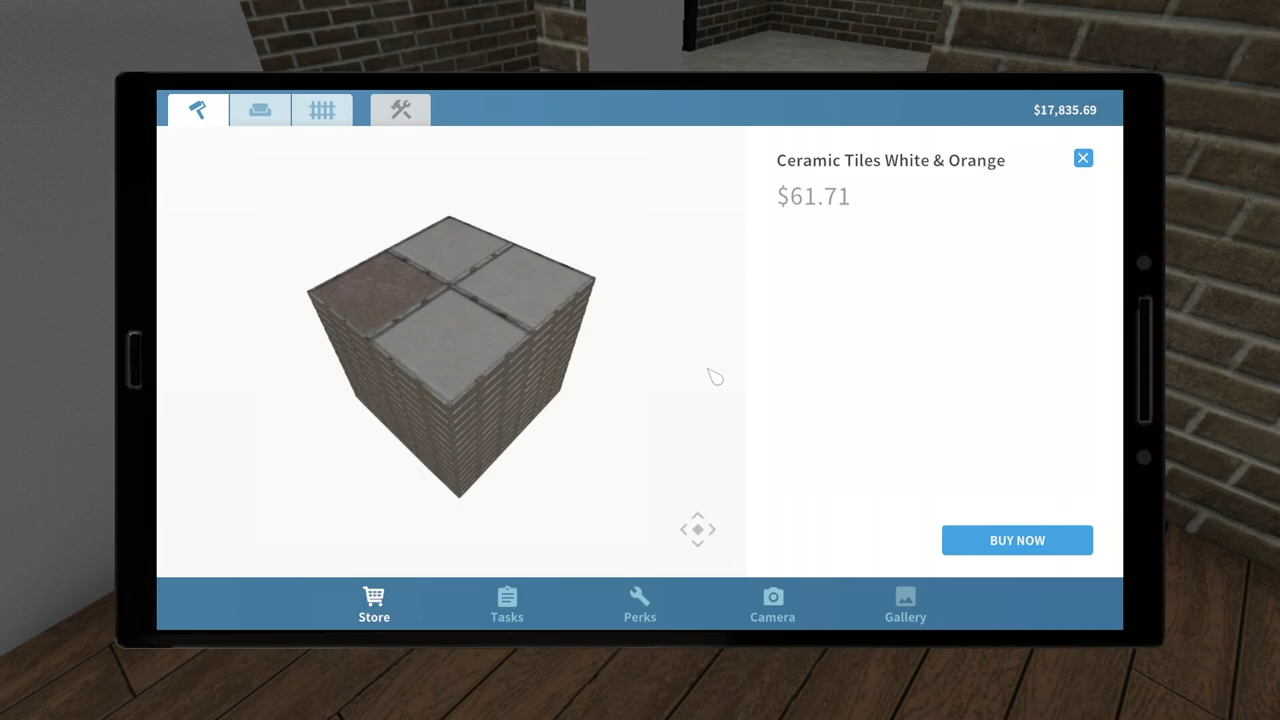 $17,835.69
Ceramic Tiles White & Orange
$61.71
BUY NOW
Store
Tasks
Perks
Camera
Gallery